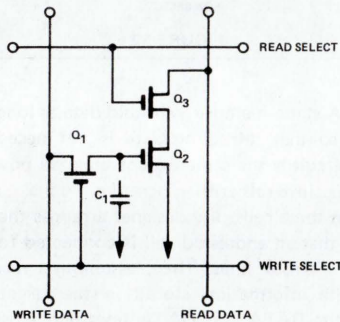 READ SELECT
Q3
Q1
Q2
C1
WRITE SELECT
WRITE DATA
READ DATA